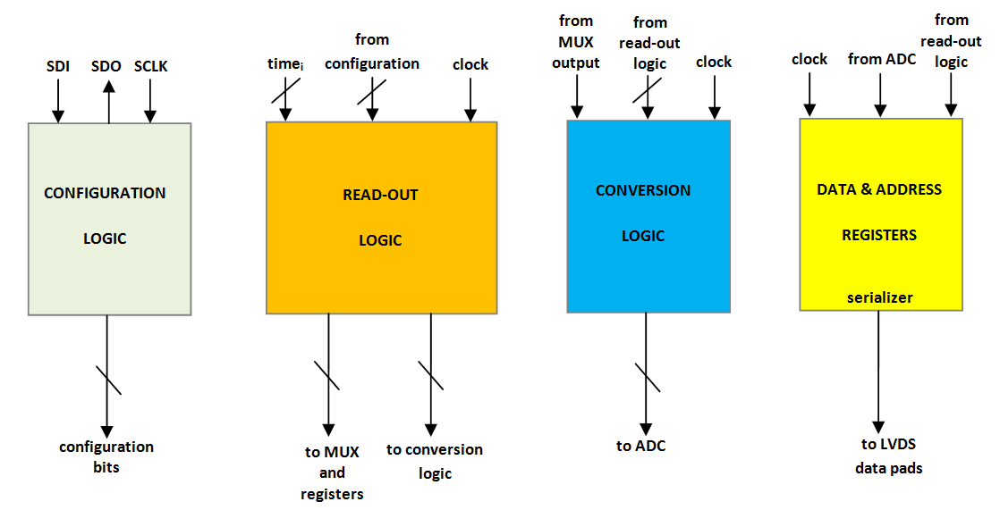 SDI SDO SCLK
CONFIGURATION
LOGIC
configuration
bits
timeᵢ
from
configuration
clock
READ-OUT
LOGIC
to MUX
and
registers
to conversion
logic
from
MUX
output
from
read-out
logic
clock
CONVERSION
LOGIC
to ADC
clock
from ADC
from
read-out
logic
DATA & ADDRESS
REGISTERS
serializer
to LVDS
data pads